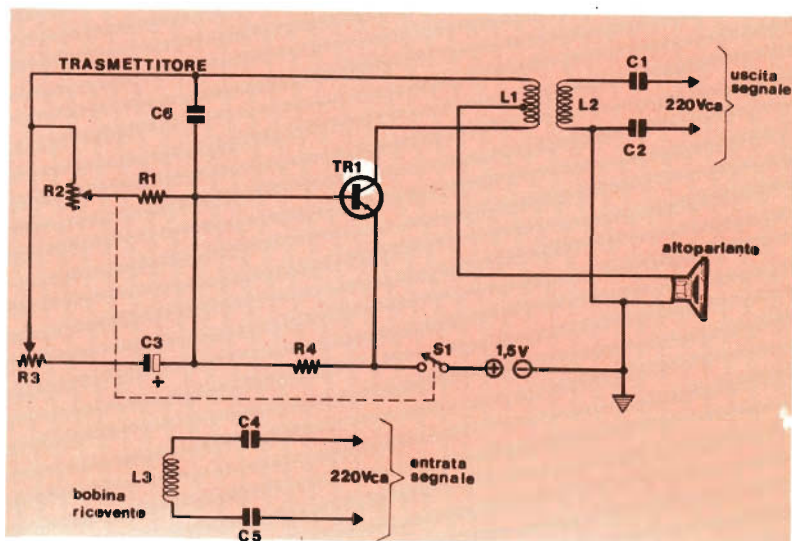 TRASMETTITORE
C6
L1
L2
C1
C2
uscita
segnale
220Vca
TR1
R2
R1
altoparlante
C3
+
R3
R4
S1
1,5V
+
−
C4
L3
C5
220Vca
entrata
segnale
bobina
ricevente